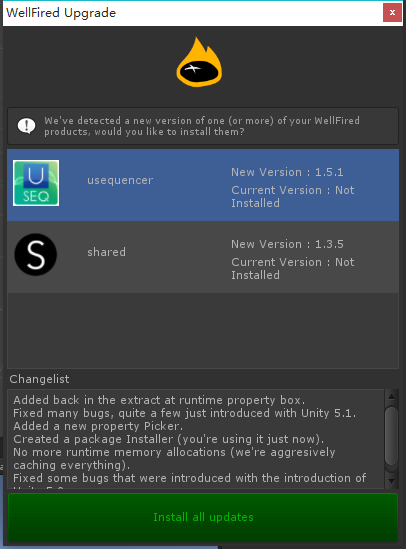 WellFired Upgrade
x
We've detected a new version of one (or more) of your WellFired
products, would you like to install them?
U
SEQ
usequencer
New Version : 1.5.1
Current Version : Not
Installed
S
shared
New Version : 1.3.5
Current Version : Not
Installed
Changelist
Added back in the extract at runtime property box.
Fixed many bugs, quite a few just introduced with Unity 5.1.
Added a new property Picker.
Created a package Installer (you're using it just now).
No more runtime memory allocations (we're aggresively
caching everything).
Fixed some bugs that were introduced with the introduction of
Install all updates